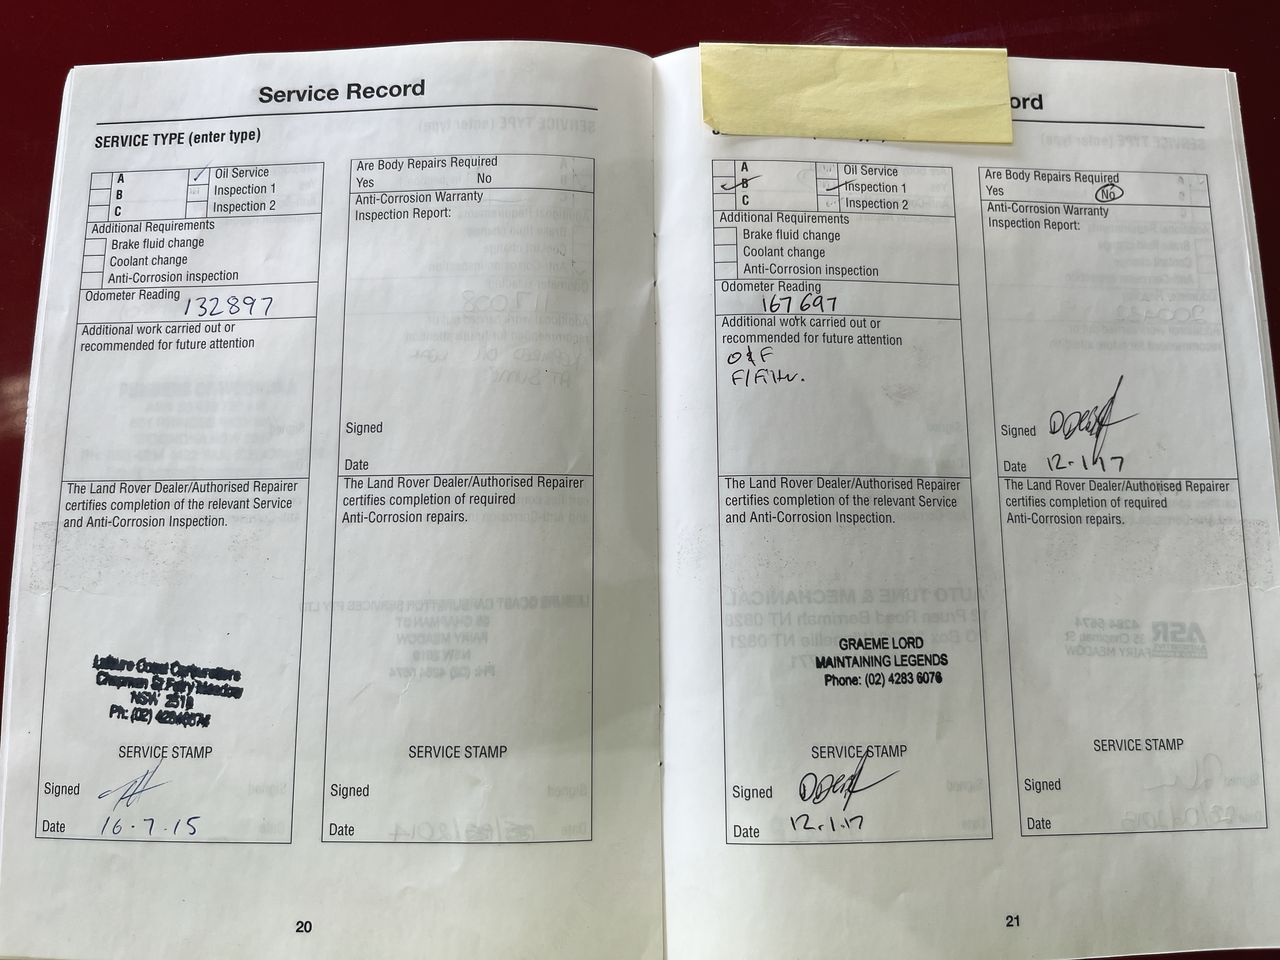 Service Record
SERVICE TYPE (enter type)
A
B
C
Oil Service
Inspection 1
Inspection 2
Additional Requirements
Brake fluid change
Coolant change
Anti-Corrosion inspection
Odometer Reading
132897
Additional work carried out or
recommended for future attention
The Land Rover Dealer/Authorised Repairer
certifies completion of the relevant Service
and Anti-Corrosion Inspection.
Leisure Coast Carburettors
Chapman St Fairy Meadow
NSW 2519
Ph: (02)
SERVICE STAMP
Signed
Date 16.7.15
Are Body Repairs Required
Yes No
Anti-Corrosion Warranty
Inspection Report:
Signed
Date
The Land Rover Dealer/Authorised Repairer
certifies completion of required
Anti-Corrosion repairs.
SERVICE STAMP
Signed
Date
20
ord
A
B
C
Oil Service
Inspection 1
Inspection 2
Additional Requirements
Brake fluid change
Coolant change
Anti-Corrosion inspection
Odometer Reading
167697
Additional work carried out or
recommended for future attention
O&F
F/Filter.
The Land Rover Dealer/Authorised Repairer
certifies completion of the relevant Service
and Anti-Corrosion Inspection.
GRAEME LORD
MAINTAINING LEGENDS
Phone: (02) 4283 6076
SERVICE STAMP
Signed
Date 12.1.17
Are Body Repairs Required
Yes No
Anti-Corrosion Warranty
Inspection Report:
Signed
Date 12.1.17
The Land Rover Dealer/Authorised Repairer
certifies completion of required
Anti-Corrosion repairs.
SERVICE STAMP
Signed
Date
21